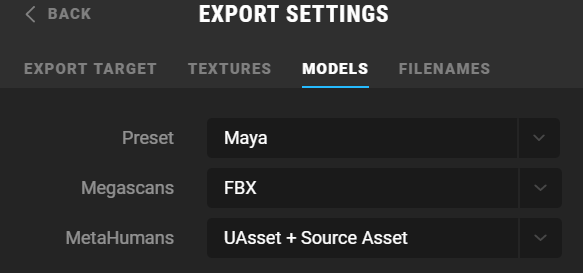 BACK
EXPORT SETTINGS
EXPORT TARGET TEXTURES MODELS FILENAMES
Preset Maya
Megascans FBX
MetaHumans UAsset + Source Asset